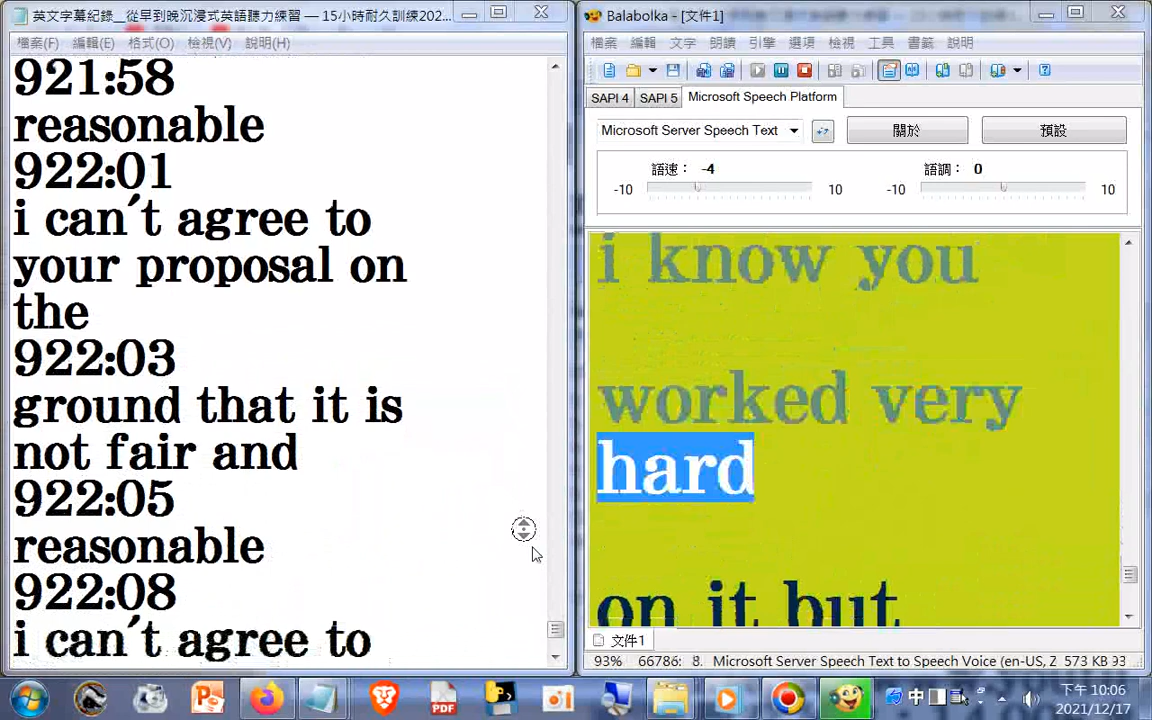 英文字幕紀錄__從早到晚沉浸式英語聽力練習 — 15小時耐久訓練202...
檔案(F) 編輯(E) 格式(O) 檢視(V) 說明(H)
921:58
reasonable
922:01
i can't agree to
your proposal on
the
922:03
ground that it is
not fair and
922:05
reasonable
922:08
i can't agree to
Balabolka - [文件1]
檔案 編輯 文字 朗讀 引擎 選項 檢視 工具 書籤 說明
SAPI 4 SAPI 5 Microsoft Speech Platform
Microsoft Server Speech Text 關於 預設
語速： -4 語調： 0
-10 10 -10 10
i know you
worked very
hard
on it but
文件1
93% 66786: 8. Microsoft Server Speech Text to Speech Voice (en-US, Z 573 KB 93
中 下午 10:06
2021/12/17